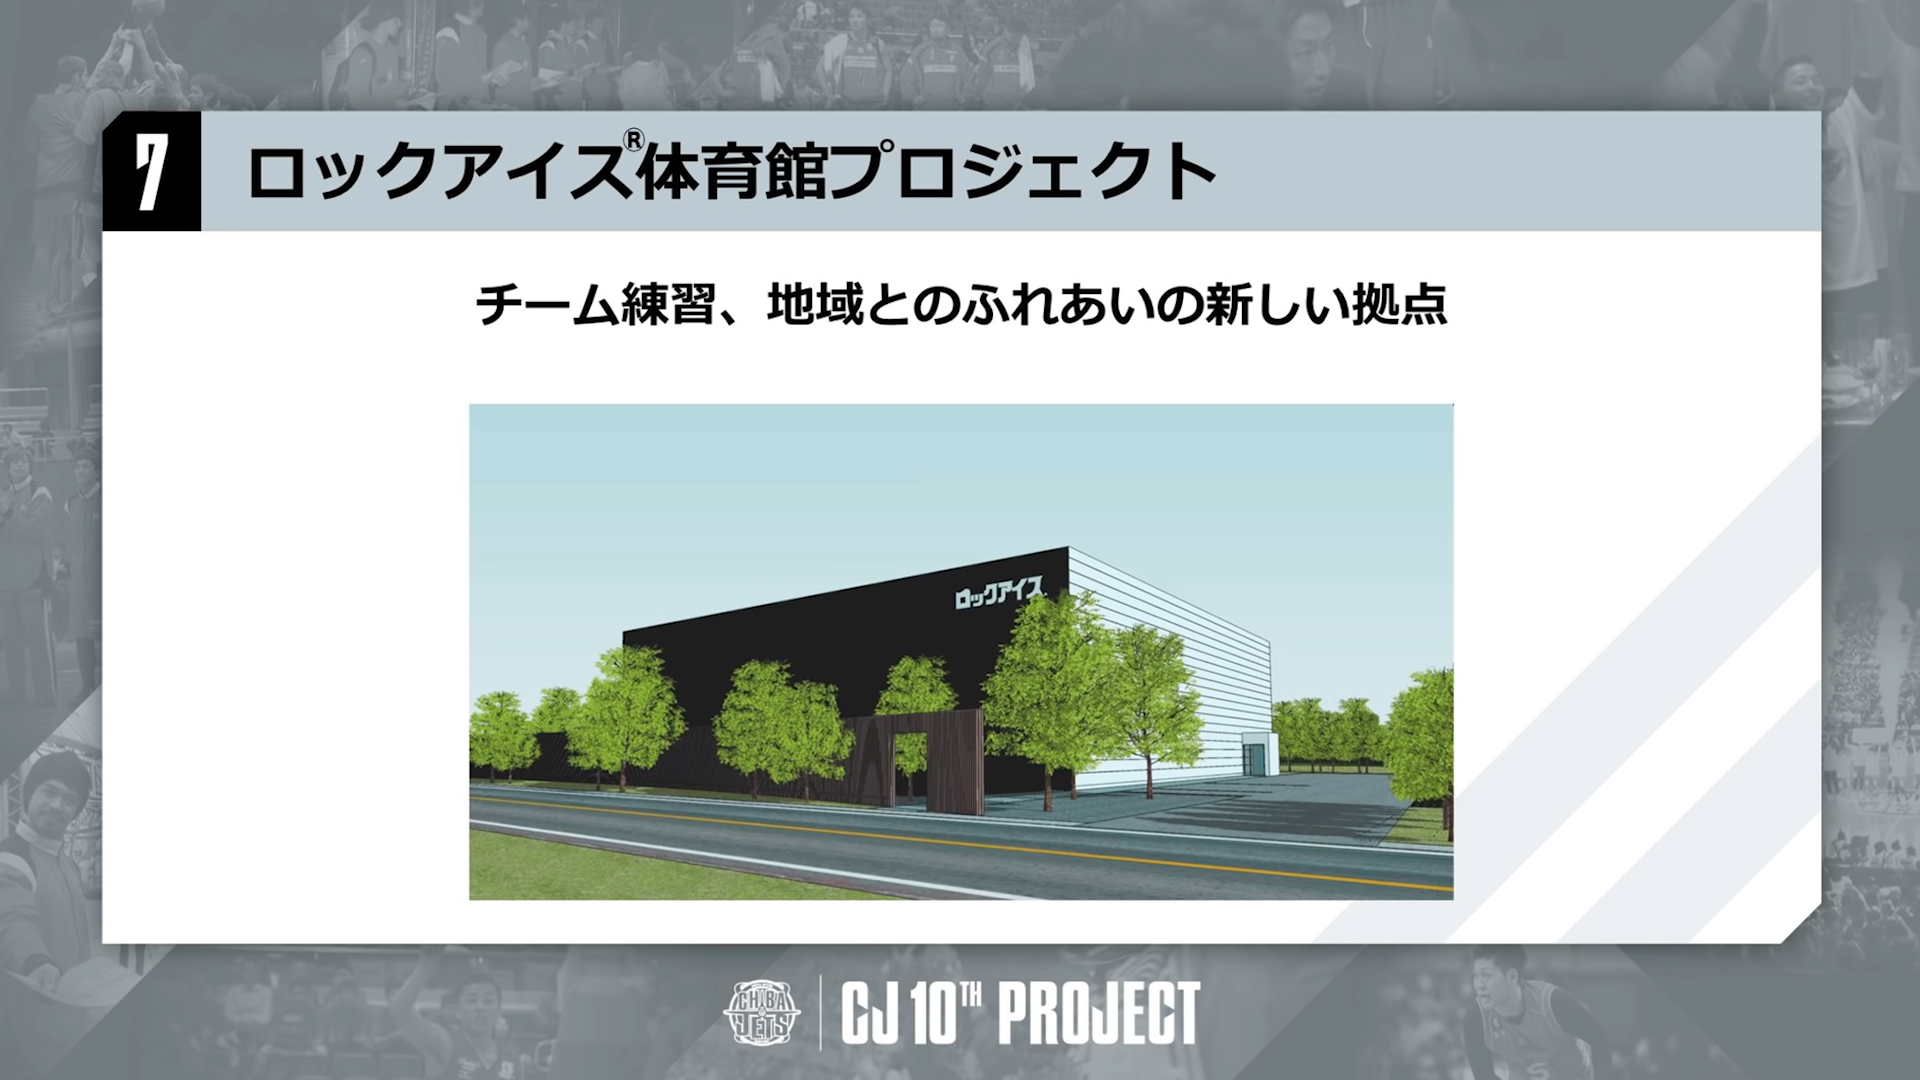 7
ロックアイス®体育館プロジェクト
チーム練習、地域とのふれあいの新しい拠点
ロックアイス
CHIBA
JETS
CJ 10TH PROJECT